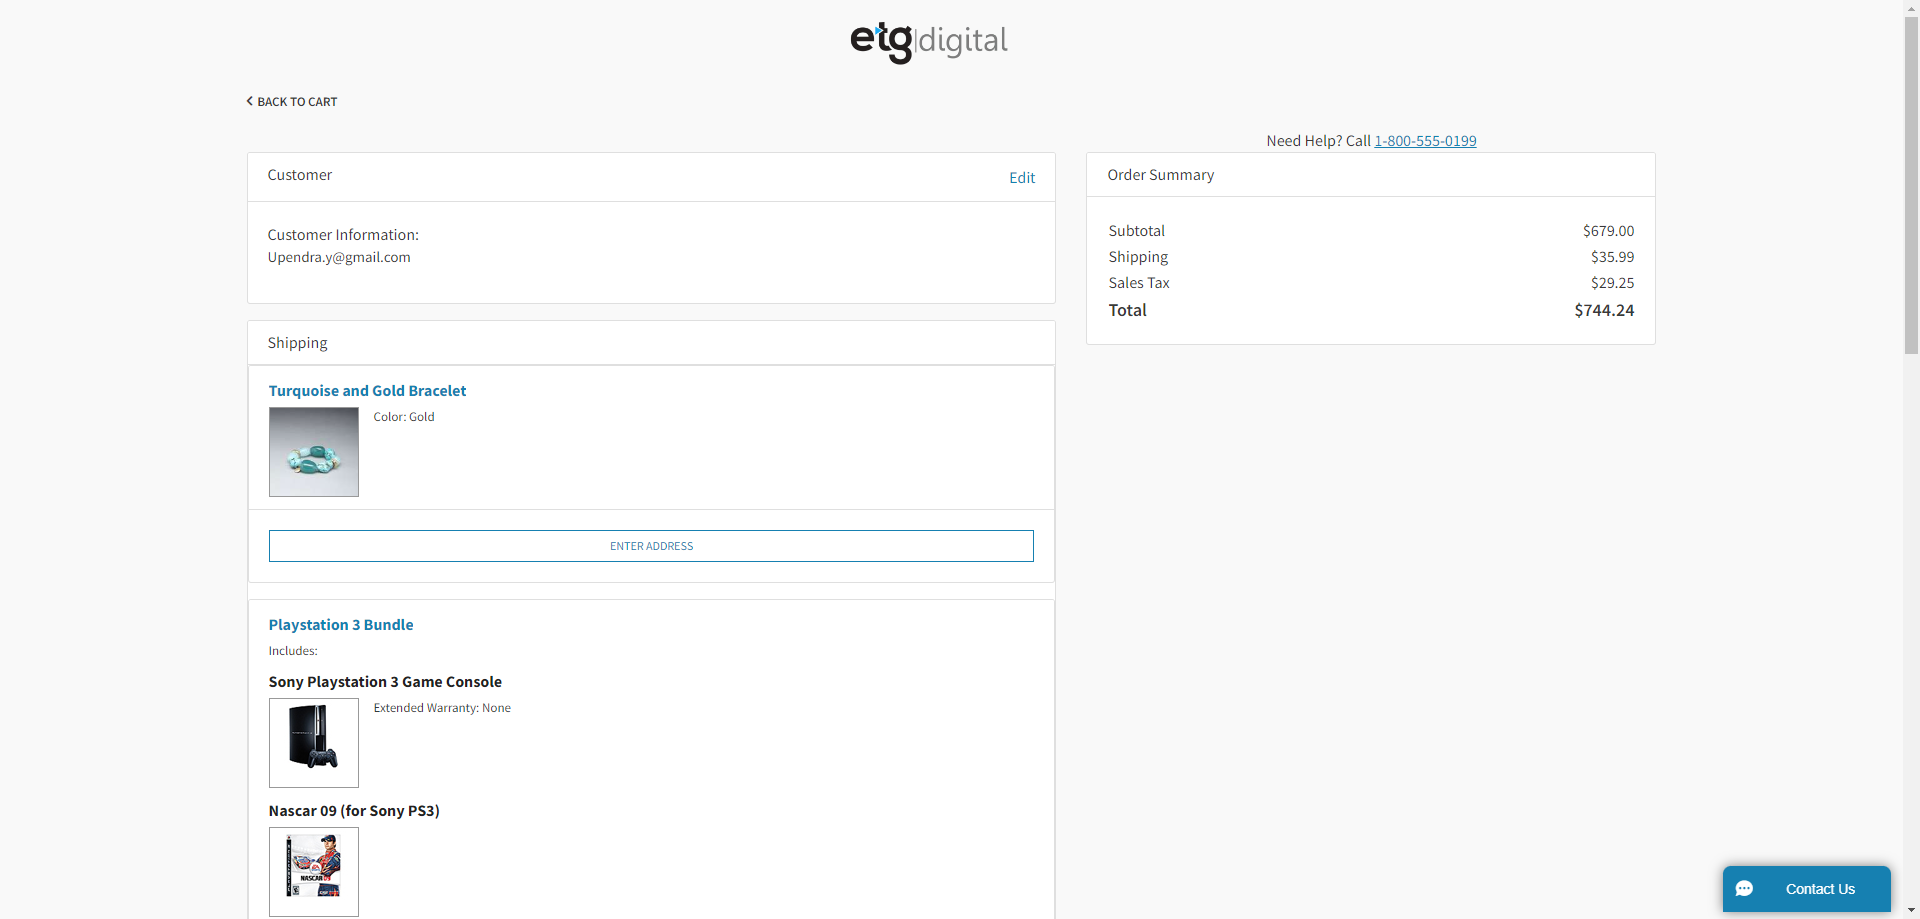 etg|digital
BACK TO CART
Need Help? Call 1-800-555-0199
Customer
Edit
Customer Information:
Upendra.y@gmail.com
Order Summary
Subtotal $679.00
Shipping $35.99
Sales Tax $29.25
Total $744.24
Shipping
Turquoise and Gold Bracelet
Color: Gold
ENTER ADDRESS
Playstation 3 Bundle
Includes:
Sony Playstation 3 Game Console
Extended Warranty: None
Nascar 09 (for Sony PS3)
NASCAR 09
Contact Us